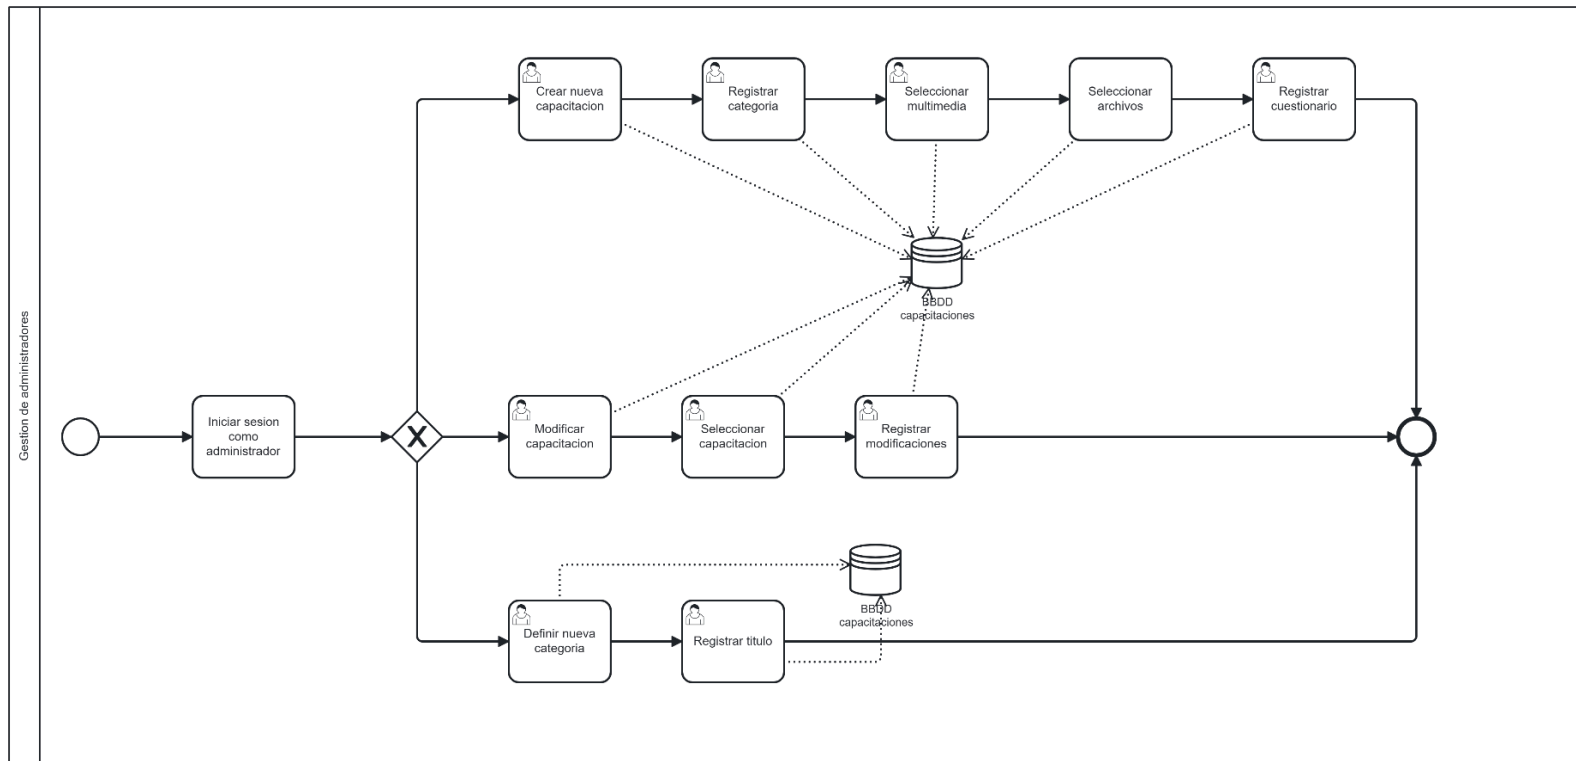 Gestion de administradores
Crear nueva
capacitacion
Registrar
categoria
Seleccionar
multimedia
Seleccionar
archivos
Registrar
cuestionario
BBDD
capacitaciones
Iniciar sesion
como
administrador
X
Modificar
capacitacion
Seleccionar
capacitacion
Registrar
modificaciones
BBDD
capacitaciones
Definir nueva
categoria
Registrar titulo